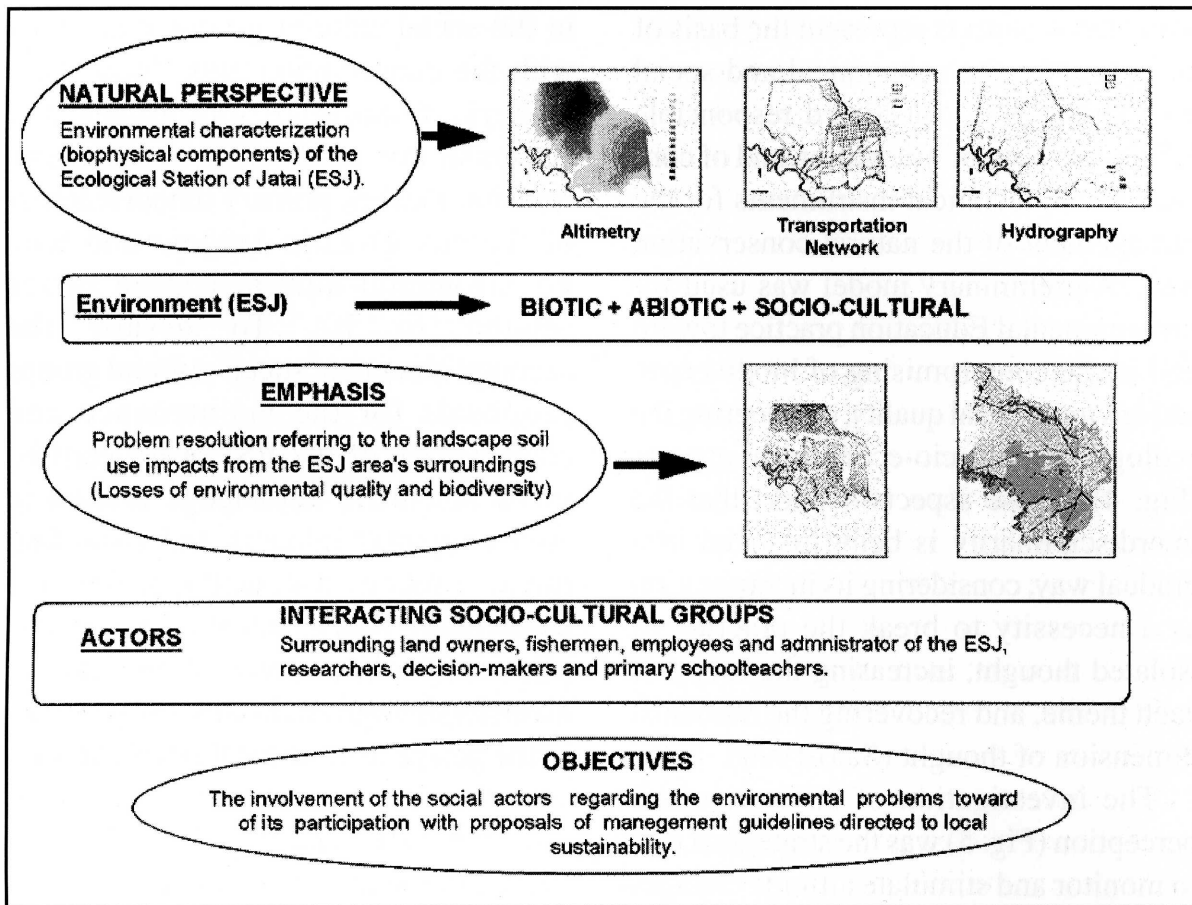 NATURAL PERSPECTIVE
Environmental characterization
(biophysical components) of the
Ecological Station of Jatai (ESJ).
Altimetry
Transportation
Network
Hydrography
Environment (ESJ)
BIOTIC + ABIOTIC + SOCIO-CULTURAL
EMPHASIS
Problem resolution referring to the landscape soil
use impacts from the ESJ area's surroundings
(Losses of environmental quality and biodiversity)
ACTORS
INTERACTING SOCIO-CULTURAL GROUPS
Surrounding land owners, fishermen, employees and admnistrator of the ESJ,
researchers, decision-makers and primary schoolteachers.
OBJECTIVES
The involvement of the social actors regarding the environmental problems toward
of its participation with proposals of manegement guidelines directed to local
sustainability.